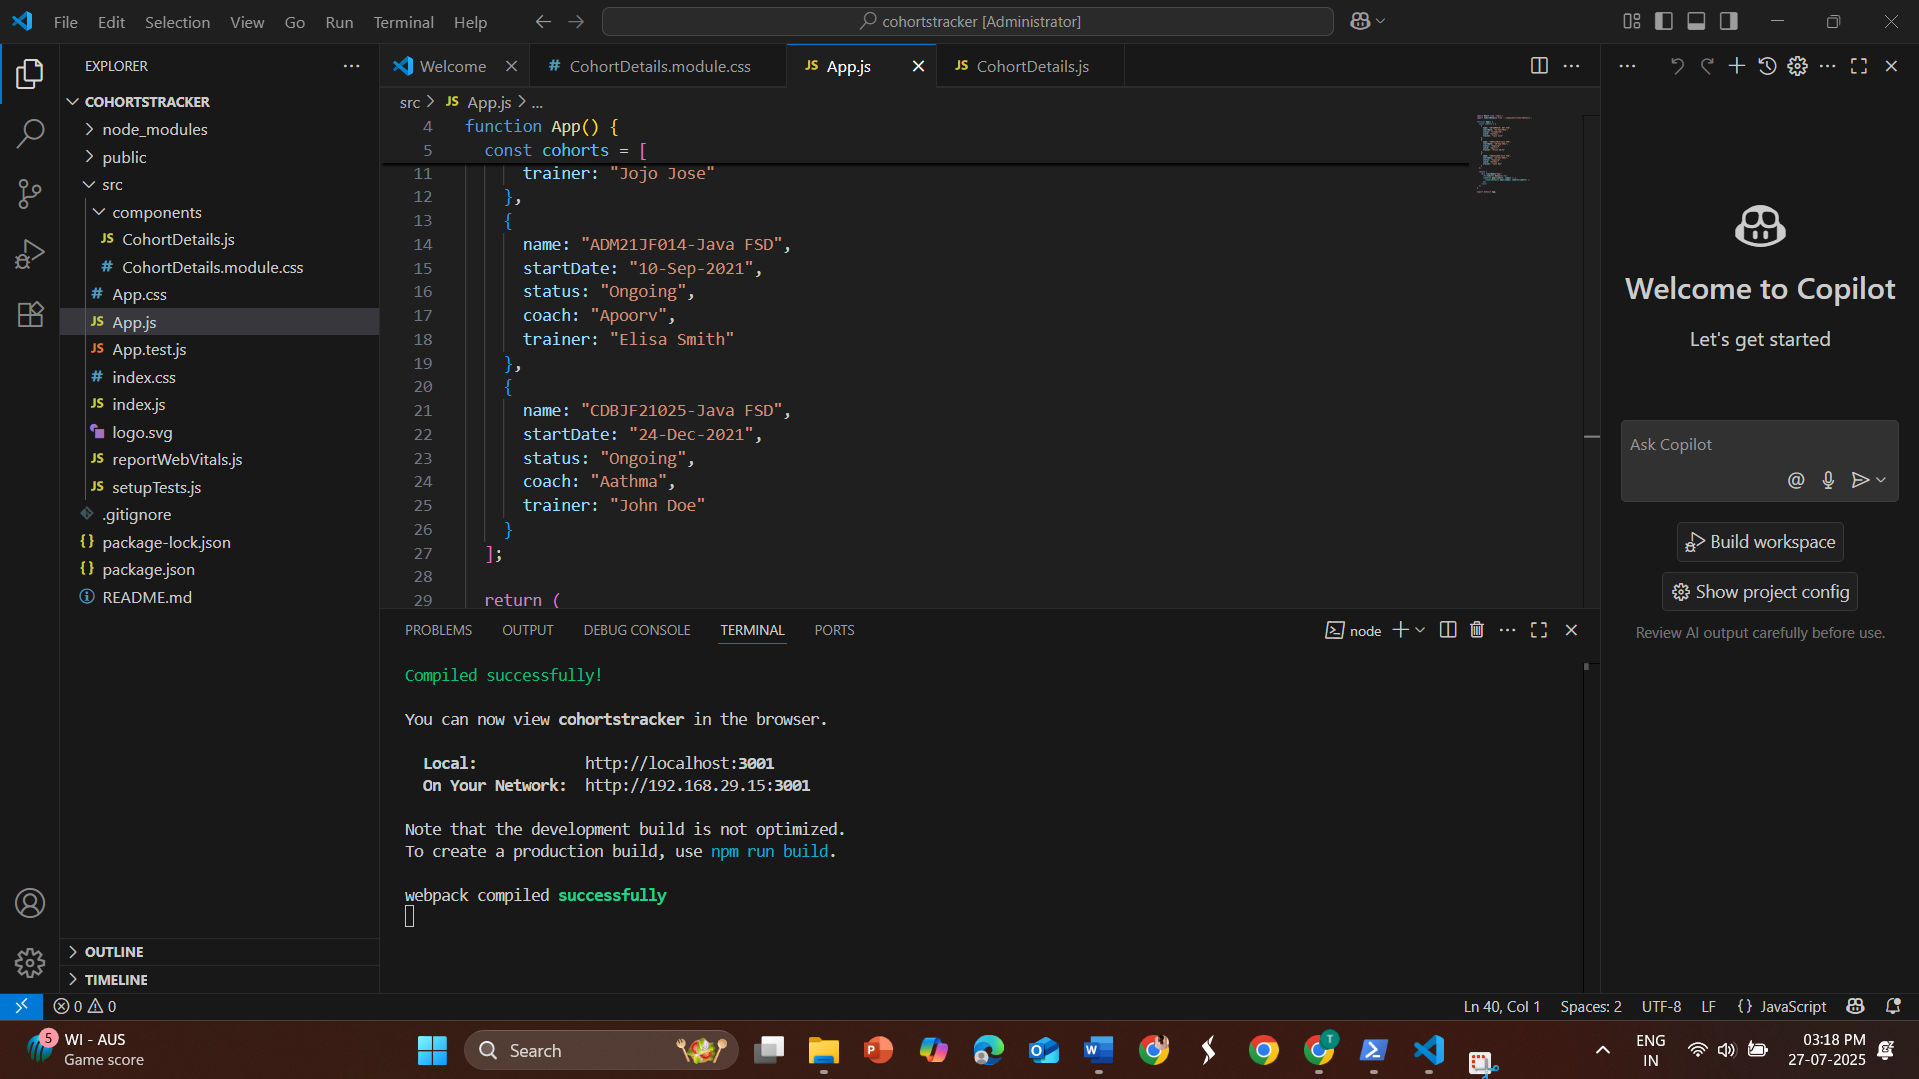 File Edit Selection View Go Run Terminal Help
cohortstracker [Administrator]
EXPLORER
COHORTSTRACKER
node_modules
public
src
components
JS CohortDetails.js
# CohortDetails.module.css
# App.css
JS App.js
JS App.test.js
# index.css
JS index.js
logo.svg
JS reportWebVitals.js
JS setupTests.js
.gitignore
{} package-lock.json
{} package.json
README.md
OUTLINE
TIMELINE
Welcome
# CohortDetails.module.css
JS App.js
JS CohortDetails.js
src > JS App.js > ...
4 function App() {
5 const cohorts = [
11 trainer: "Jojo Jose"
12 },
13 {
14 name: "ADM21JF014-Java FSD",
15 startDate: "10-Sep-2021",
16 status: "Ongoing",
17 coach: "Apoorv",
18 trainer: "Elisa Smith"
19 },
20 {
21 name: "CDBJF21025-Java FSD",
22 startDate: "24-Dec-2021",
23 status: "Ongoing",
24 coach: "Aathma",
25 trainer: "John Doe"
26 }
27 ];
28
29 return (
PROBLEMS OUTPUT DEBUG CONSOLE TERMINAL PORTS
node
Compiled successfully!
You can now view cohortstracker in the browser.
Local: http://localhost:3001
On Your Network: http://192.168.29.15:3001
Note that the development build is not optimized.
To create a production build, use npm run build.
webpack compiled successfully
Welcome to Copilot
Let's get started
Ask Copilot
Build workspace
Show project config
Review AI output carefully before use.
0 0
Ln 40, Col 1 Spaces: 2 UTF-8 LF {} JavaScript
5
WI - AUS
Game score
Search
T
ENG
IN
03:18 PM
27-07-2025